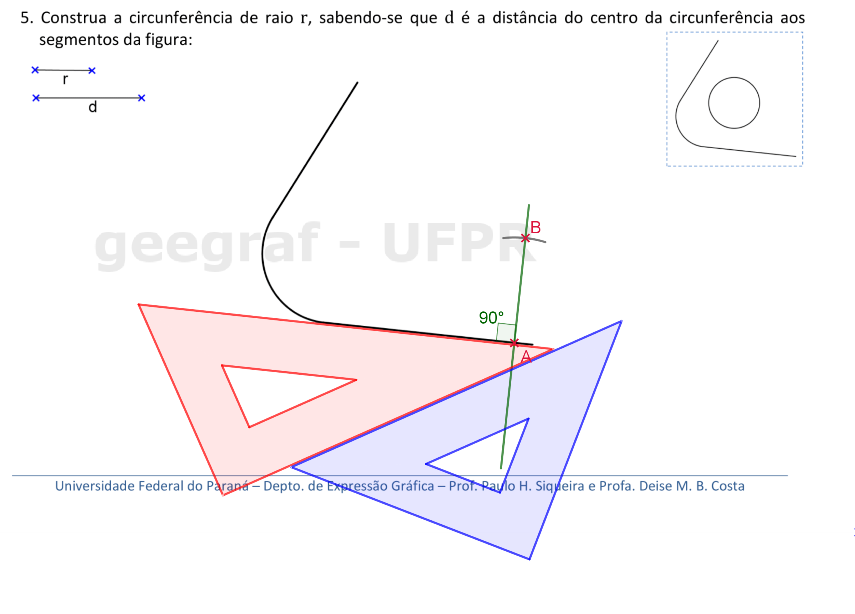 5. Construa a circunferência de raio r, sabendo-se que d é a distância do centro da circunferência aos
segmentos da figura:
r
d
geegraf – UFPR
B
90°
A
Universidade Federal do Paraná – Depto. de Expressão Gráfica – Prof. Paulo H. Siqueira e Profa. Deise M. B. Costa